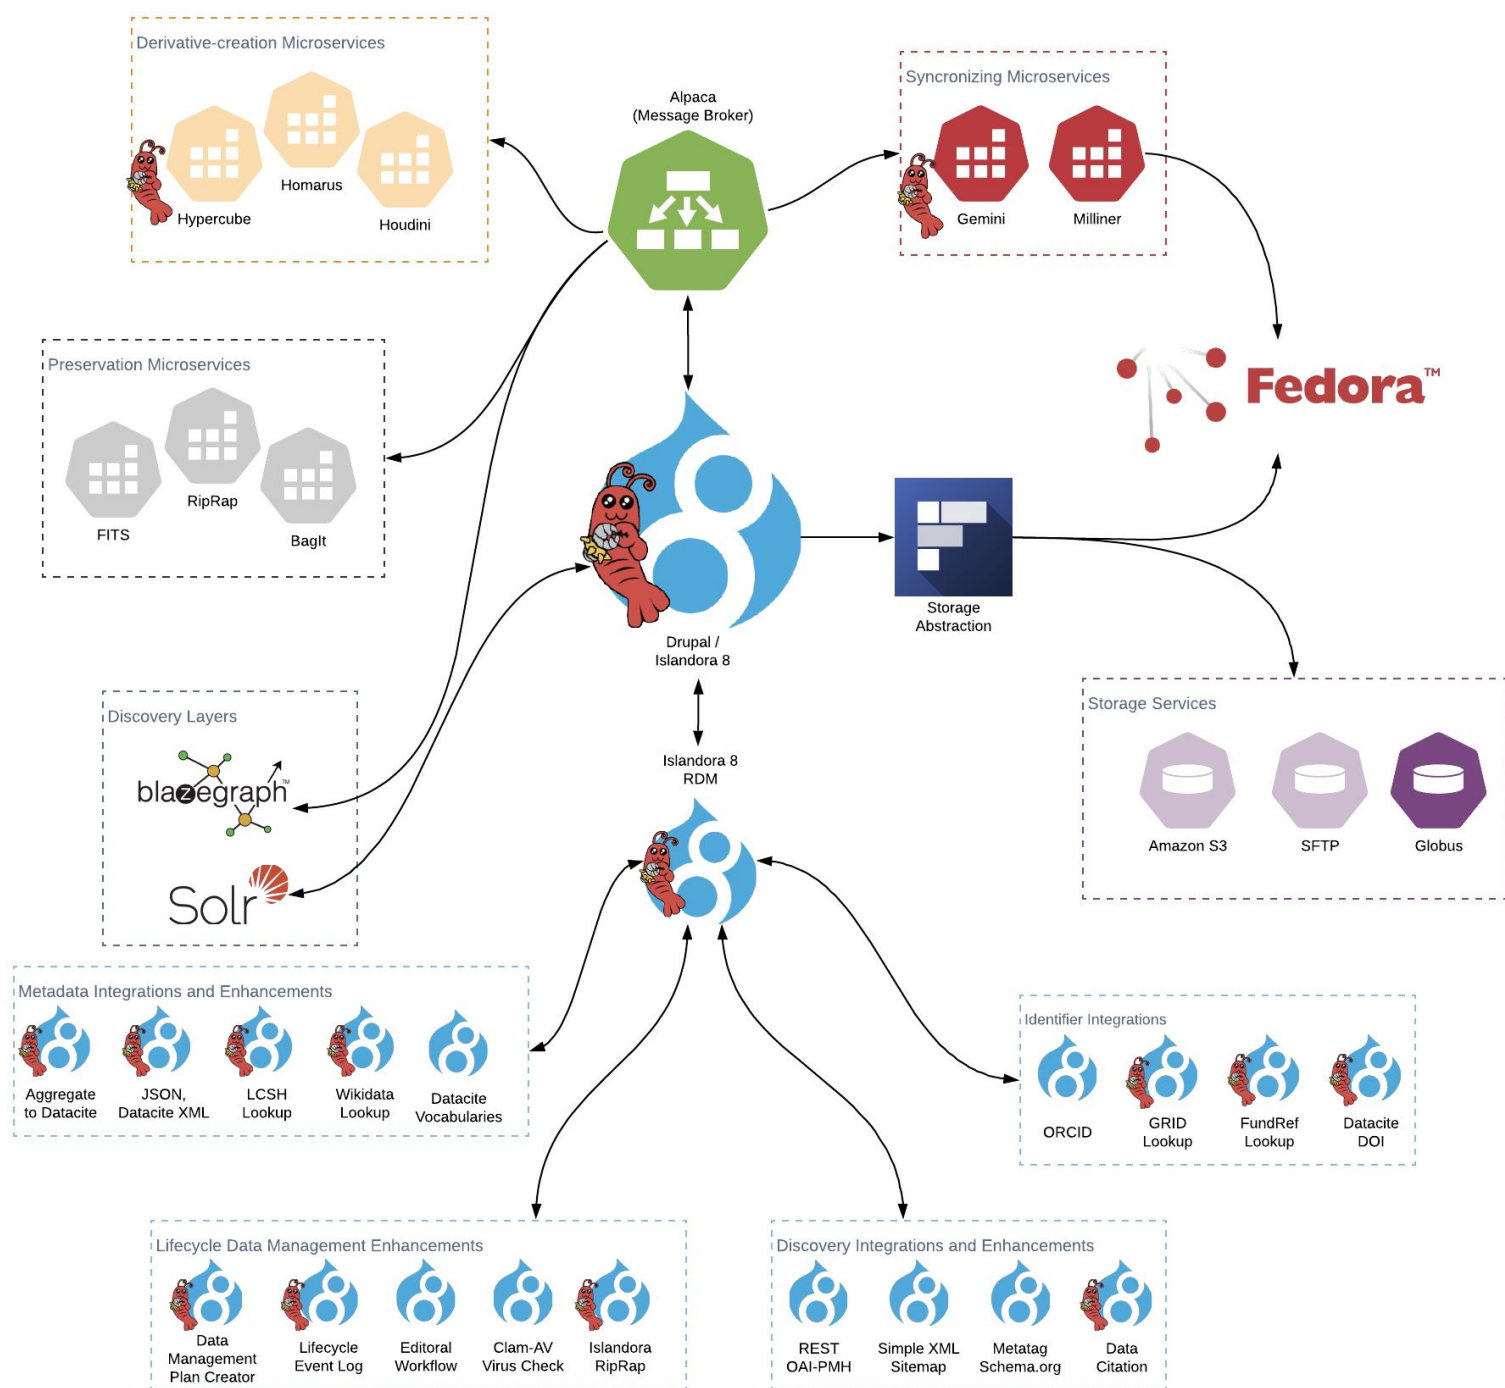 Derivative-creation Microservices
Hypercube
Homarus
Houdini
Alpaca
(Message Broker)
Syncronizing Microservices
Gemini
Milliner
Preservation Microservices
FITS
RipRap
BagIt
Fedora™
Drupal /
Islandora 8
Storage
Abstraction
Discovery Layers
blazegraph™
Solr
Islandora 8
RDM
Storage Services
Amazon S3
SFTP
Globus
Metadata Integrations and Enhancements
Aggregate
to Datacite
JSON,
Datacite XML
LCSH
Lookup
Wikidata
Lookup
Datacite
Vocabularies
Identifier Integrations
ORCID
GRID
Lookup
FundRef
Lookup
Datacite
DOI
Lifecycle Data Management Enhancements
Data
Management
Plan Creator
Lifecycle
Event Log
Editoral
Workflow
Clam-AV
Virus Check
Islandora
RipRap
Discovery Integrations and Enhancements
REST
OAI-PMH
Simple XML
Sitemap
Metatag
Schema.org
Data
Citation